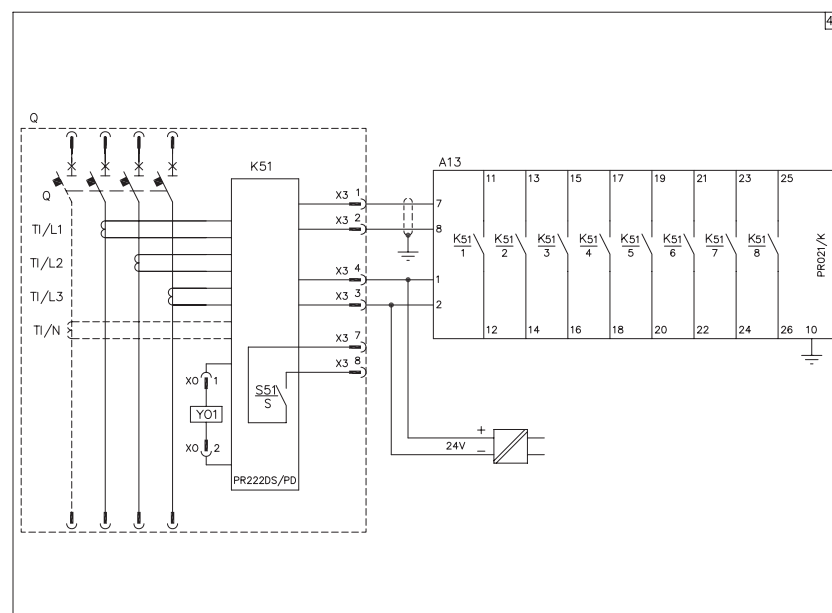 4
Q
K51
A13
11 13 15 17 19 21 23 25
X3 1
7
Q
X3 2
8
TI/L1
K51 K51 K51 K51 K51 K51 K51 K51
1 2 3 4 5 6 7 8
PR021/K
TI/L2
X3 4
1
TI/L3
X3 3
2
TI/N
12 14 16 18 20 22 24 26 10
X3 7
X3 8
X0 1
S51
S
Y01
+
24V
−
X0 2
PR222DS/PD